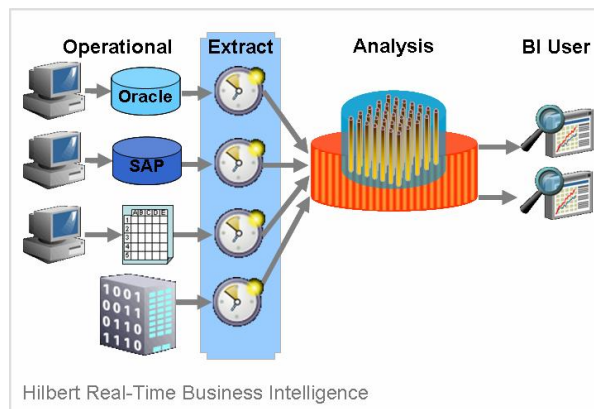 Operational Extract Analysis BI User
Oracle
SAP
A B C D E
1
2
3
4
5
1001
0011
0110
1110
Hilbert Real-Time Business Intelligence